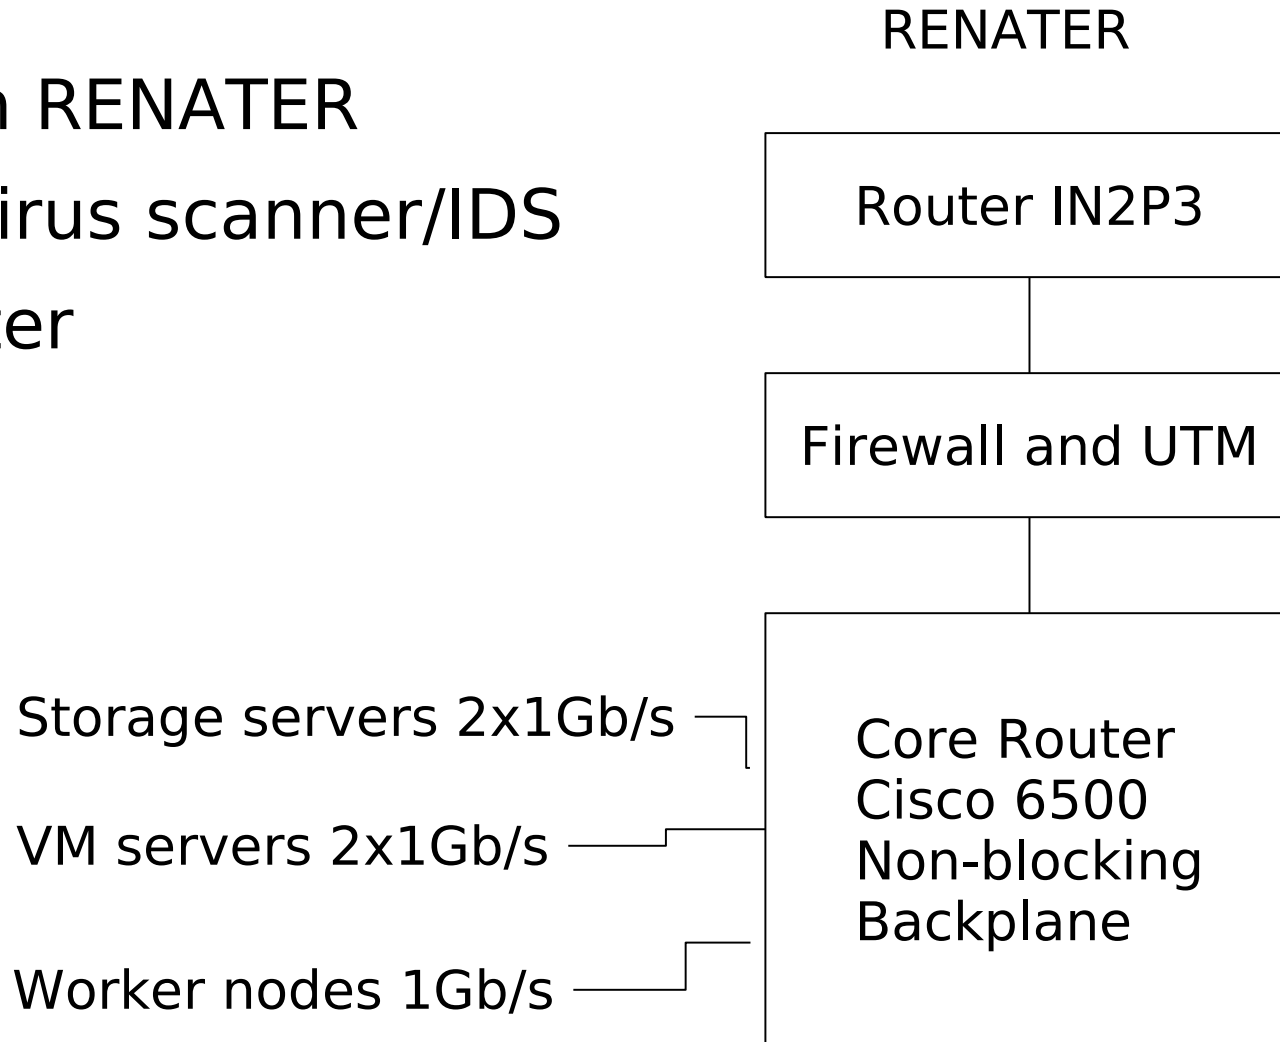 RENATER
n RENATER
irus scanner/IDS
ter
Router IN2P3
Firewall and UTM
Storage servers 2x1Gb/s
VM servers 2x1Gb/s
Worker nodes 1Gb/s
Core Router
Cisco 6500
Non-blocking
Backplane